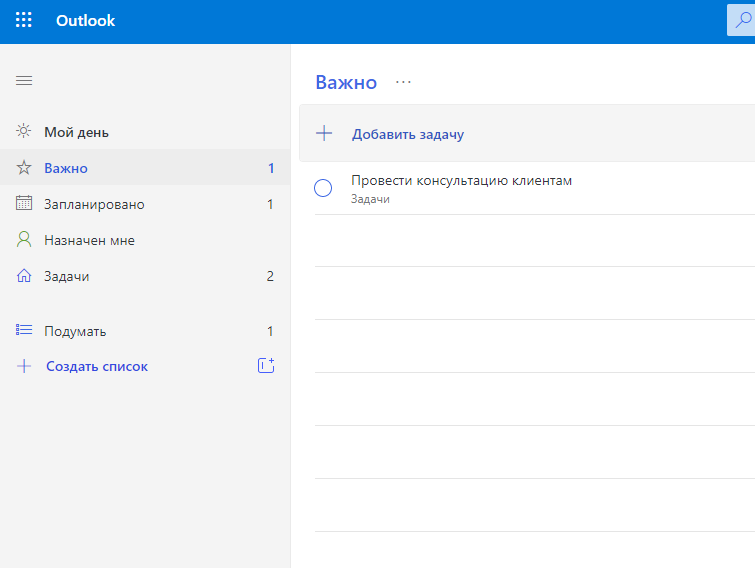 Outlook
Важно
Добавить задачу
Провести консультацию клиентам
Задачи
Мой день
Важно 1
Запланировано 1
Назначен мне
Задачи 2
Подумать 1
Создать список